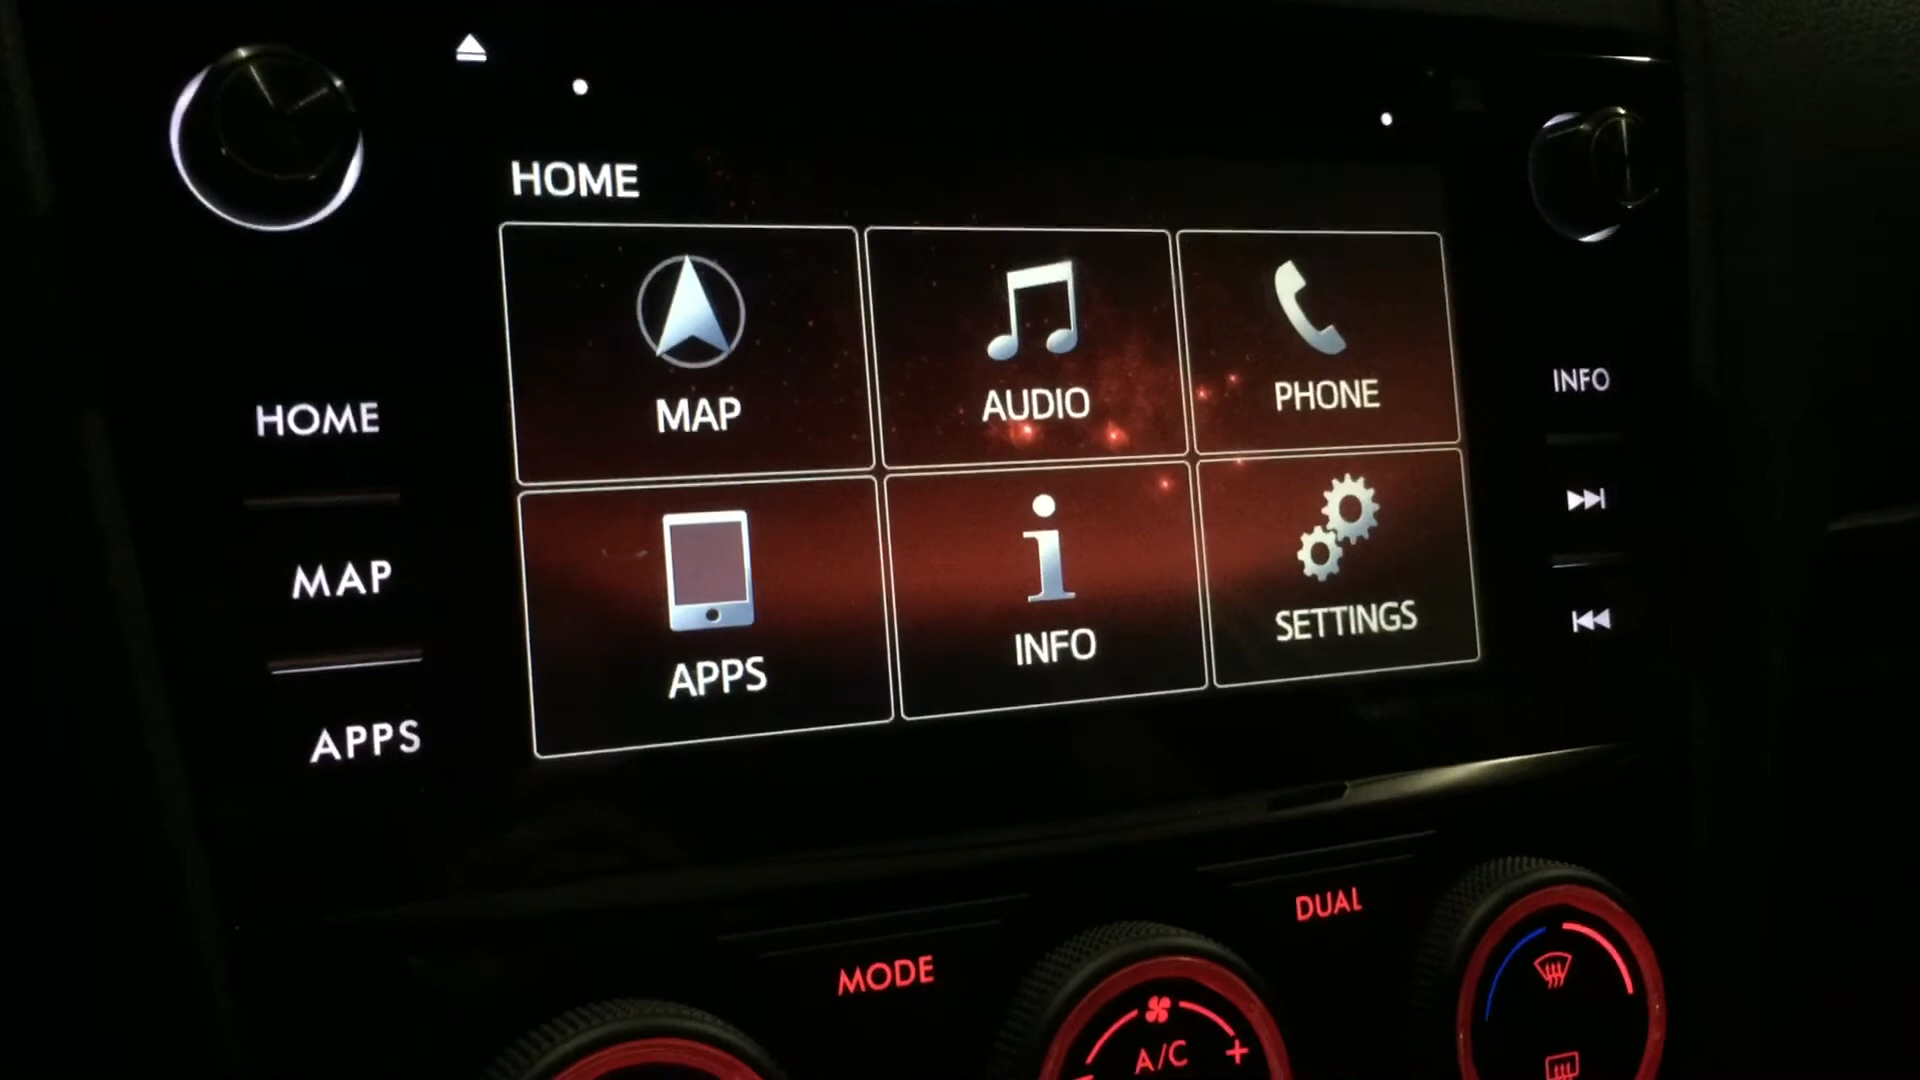 HOME
MAP
AUDIO
PHONE
APPS
INFO
SETTINGS
HOME
MAP
APPS
INFO
MODE
DUAL
A/C
+